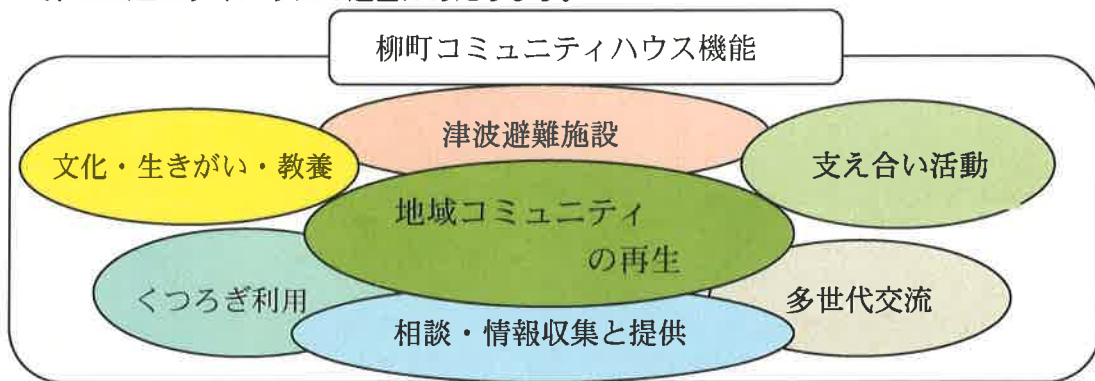 柳町コミュニティハウス機能
津波避難施設
文化・生きがい・教養
支え合い活動
地域コミュニティ
の再生
くつろぎ利用
多世代交流
相談・情報収集と提供